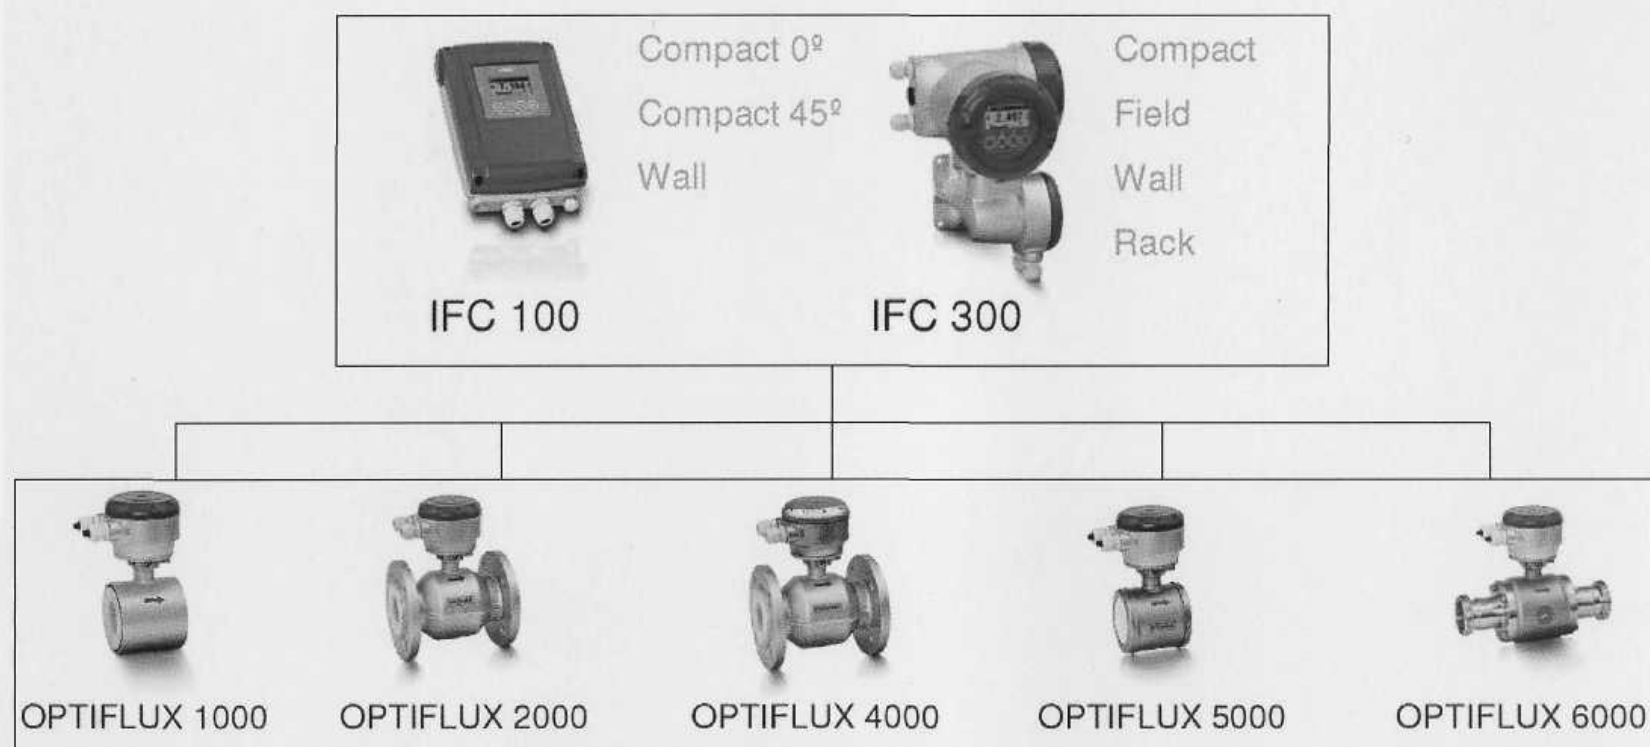 Compact 0º
Compact 45º
Wall
IFC 100
Compact
Field
Wall
Rack
IFC 300
OPTIFLUX 1000
OPTIFLUX 2000
OPTIFLUX 4000
OPTIFLUX 5000
OPTIFLUX 6000